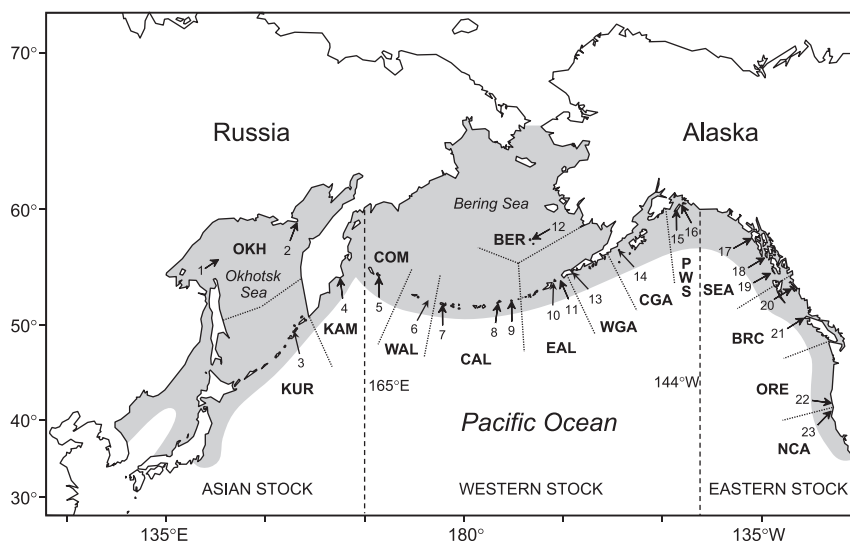 70°
60°
50°
40°
30°
135°E
180°
135°W
Russia
Alaska
Bering Sea
BER
12
OKH
Okhotsk
Sea
1
2
3
4
5
6
7
8
9
10
11
13
14
15
16
17
18
19
20
21
22
23
COM
KAM
KUR
WAL
CAL
EAL
WGA
CGA
P
W
S
SEA
BRC
ORE
NCA
165°E
144°W
Pacific Ocean
ASIAN STOCK
WESTERN STOCK
EASTERN STOCK